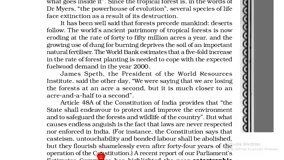 what goes inside it". Since the tropical forest is, in the words of
Dr Myers, "the powerhouse of evolution", several species of life
face extinction as a result of its destruction.
It has been well said that forests precede mankind; deserts
follow. The world's ancient patrimony of tropical forests is now
eroding at the rate of forty to fifty million acres a year, and the
growing use of dung for burning deprives the soil of an important
natural fertiliser. The World Bank estimates that a five-fold increase
in the rate of forest planting is needed to cope with the expected
fuelwood demand in the year 2000.
James Speth, the President of the World Resources
Institute, said the other day, "We were saying that we are losing
the forests at an acre a second, but it is much closer to an
acre-and-a-half to a second".
Article 48A of the Constitution of India provides that "the
State shall endeavour to protect and improve the environment
and to safeguard the forests and wildlife of the country". But what
causes endless anguish is the fact that laws are never respected
nor enforced in India. (For instance, the Constitution says that
casteism, untouchability and bonded labour shall be abolished,
but they flourish shamelessly even after forty-four years of the
operation of the Constitution.) A recent report of our Parliament's